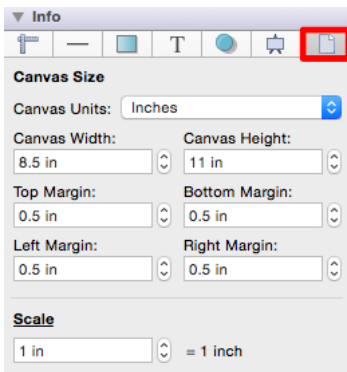 Info
T
Canvas Size
Canvas Units: Inches
Canvas Width: Canvas Height:
8.5 in 11 in
Top Margin: Bottom Margin:
0.5 in 0.5 in
Left Margin: Right Margin:
0.5 in 0.5 in
Scale
1 in = 1 inch